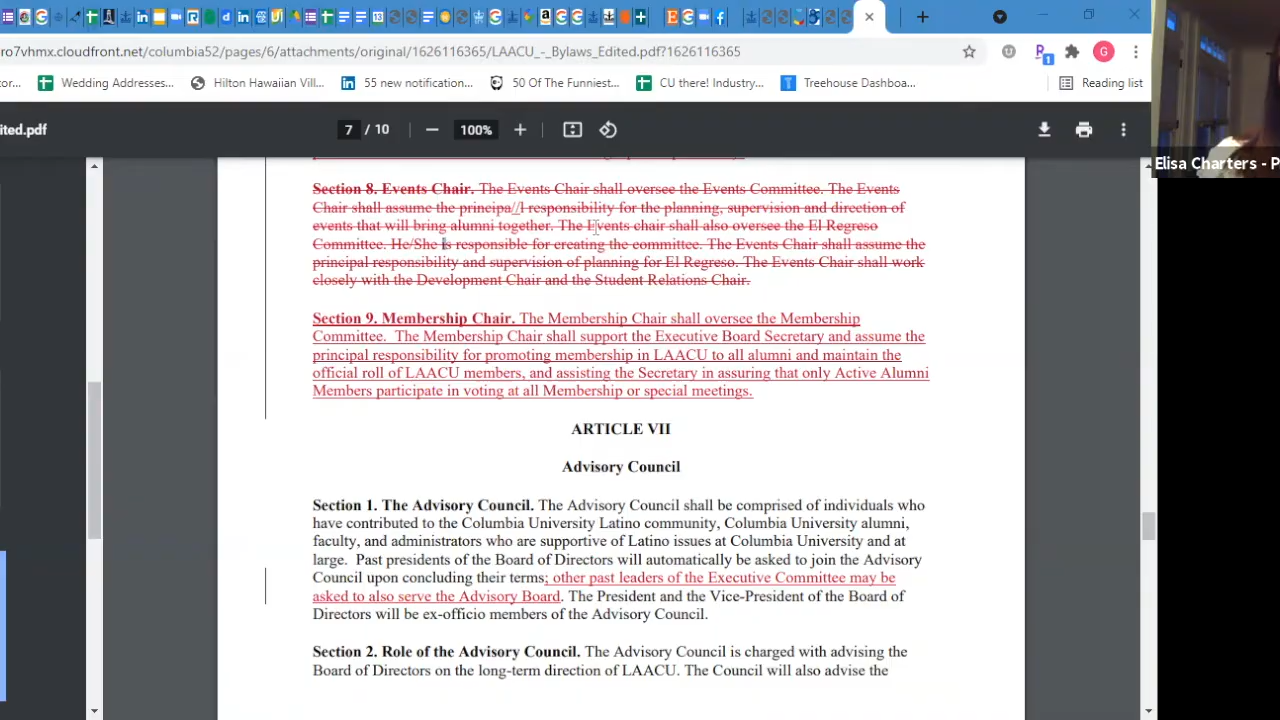 ro7vhmx.cloudfront.net/columbia52/pages/6/attachments/original/1626116365/LAACU_-_Bylaws_Edited.pdf?1626116365
or... Wedding Addresses... Hilton Hawaiian Vill... 55 new notification... 50 Of The Funniest... CU there! Industry... Treehouse Dashboa... Reading list
ited.pdf 7 / 10 100%
Elisa Charters - P
Section 8. Events Chair. The Events Chair shall oversee the Events Committee. The Events
Chair shall assume the principa//l responsibility for the planning, supervision and direction of
events that will bring alumni together. The Events chair shall also oversee the El Regreso
Committee. He/She is responsible for creating the committee. The Events Chair shall assume the
principal responsibility and supervision of planning for El Regreso. The Events Chair shall work
closely with the Development Chair and the Student Relations Chair.
Section 9. Membership Chair. The Membership Chair shall oversee the Membership
Committee. The Membership Chair shall support the Executive Board Secretary and assume the
principal responsibility for promoting membership in LAACU to all alumni and maintain the
official roll of LAACU members, and assisting the Secretary in assuring that only Active Alumni
Members participate in voting at all Membership or special meetings.
ARTICLE VII
Advisory Council
Section 1. The Advisory Council. The Advisory Council shall be comprised of individuals who
have contributed to the Columbia University Latino community, Columbia University alumni,
faculty, and administrators who are supportive of Latino issues at Columbia University and at
large. Past presidents of the Board of Directors will automatically be asked to join the Advisory
Council upon concluding their terms; other past leaders of the Executive Committee may be
asked to also serve the Advisory Board. The President and the Vice-President of the Board of
Directors will be ex-officio members of the Advisory Council.
Section 2. Role of the Advisory Council. The Advisory Council is charged with advising the
Board of Directors on the long-term direction of LAACU. The Council will also advise the